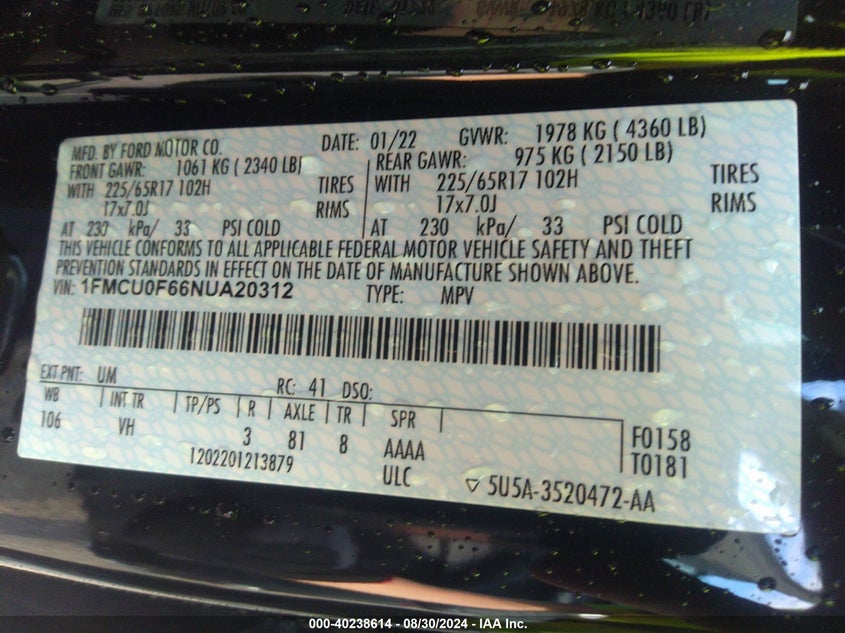 MFD. BY FORD MOTOR CO. DATE: 01/22 GVWR: 1978 KG ( 4360 LB)
FRONT GAWR: 1061 KG ( 2340 LB) REAR GAWR: 975 KG ( 2150 LB)
WITH 225/65R17 102H TIRES WITH 225/65R17 102H TIRES
17x7.0J RIMS 17x7.0J RIMS
AT 230 kPa/ 33 PSI COLD AT 230 kPa/ 33 PSI COLD
THIS VEHICLE CONFORMS TO ALL APPLICABLE FEDERAL MOTOR VEHICLE SAFETY AND THEFT
PREVENTION STANDARDS IN EFFECT ON THE DATE OF MANUFACTURE SHOWN ABOVE.
VIN: 1FMCU0F66NUA20312 TYPE: MPV
EXT PNT: UM RC: 41 DSO:
WB INT TR TP/PS R AXLE TR SPR
106 VH 3 81 8 AAAA F0158
1202201213879 ULC T0181
5U5A-3520472-AA
000-40238614 - 08/30/2024 - IAA Inc.